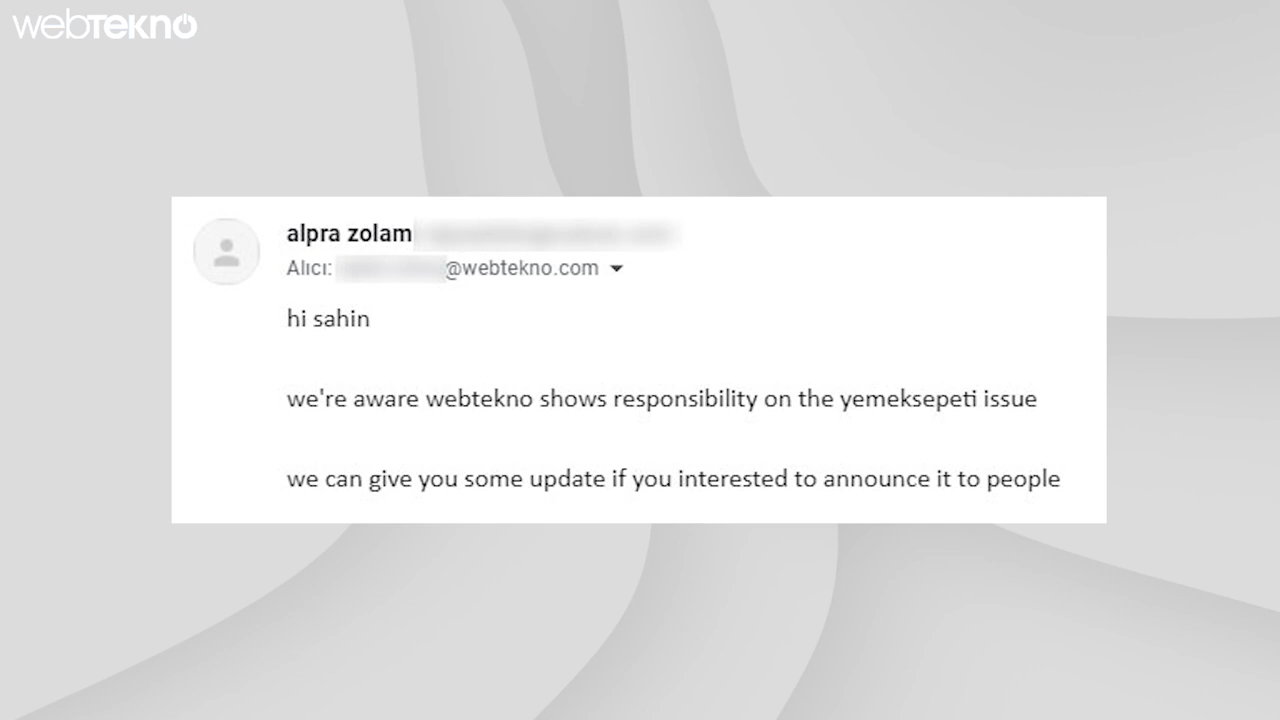 webtekno
alpra zolam
Alıcı: @webtekno.com
hi sahin
we're aware webtekno shows responsibility on the yemeksepeti issue
we can give you some update if you interested to announce it to people